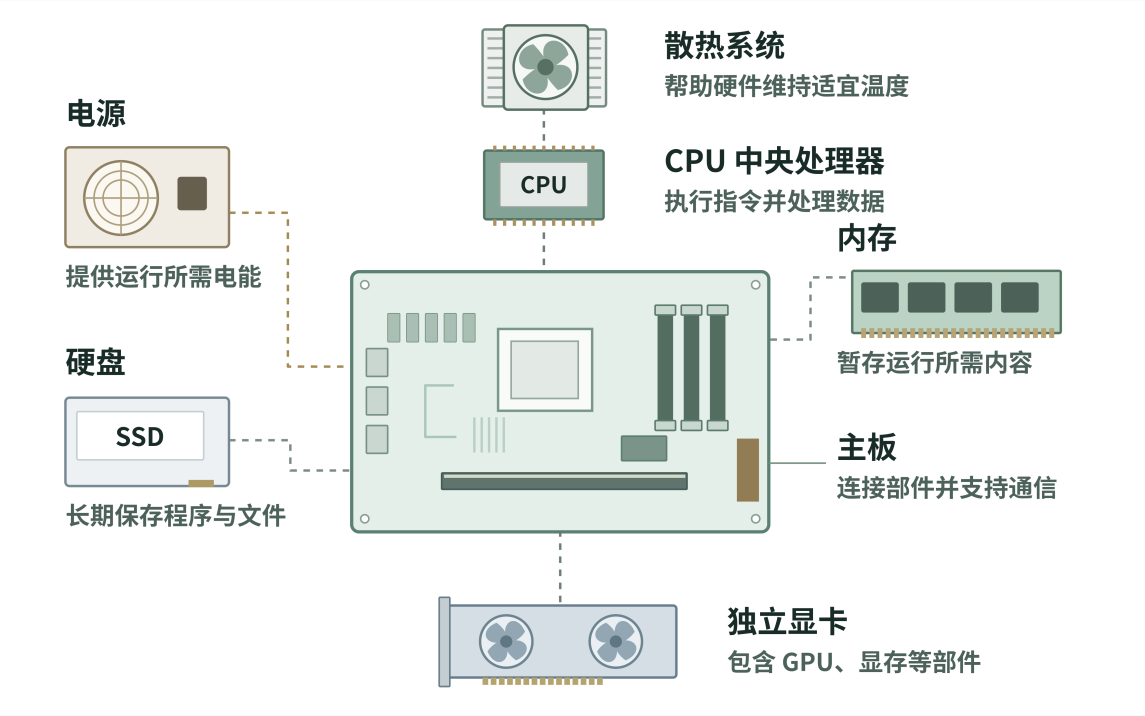 散热系统
帮助硬件维持适宜温度
电源
提供运行所需电能
CPU
CPU 中央处理器
执行指令并处理数据
内存
暂存运行所需内容
硬盘
SSD
长期保存程序与文件
主板
连接部件并支持通信
独立显卡
包含 GPU、显存等部件